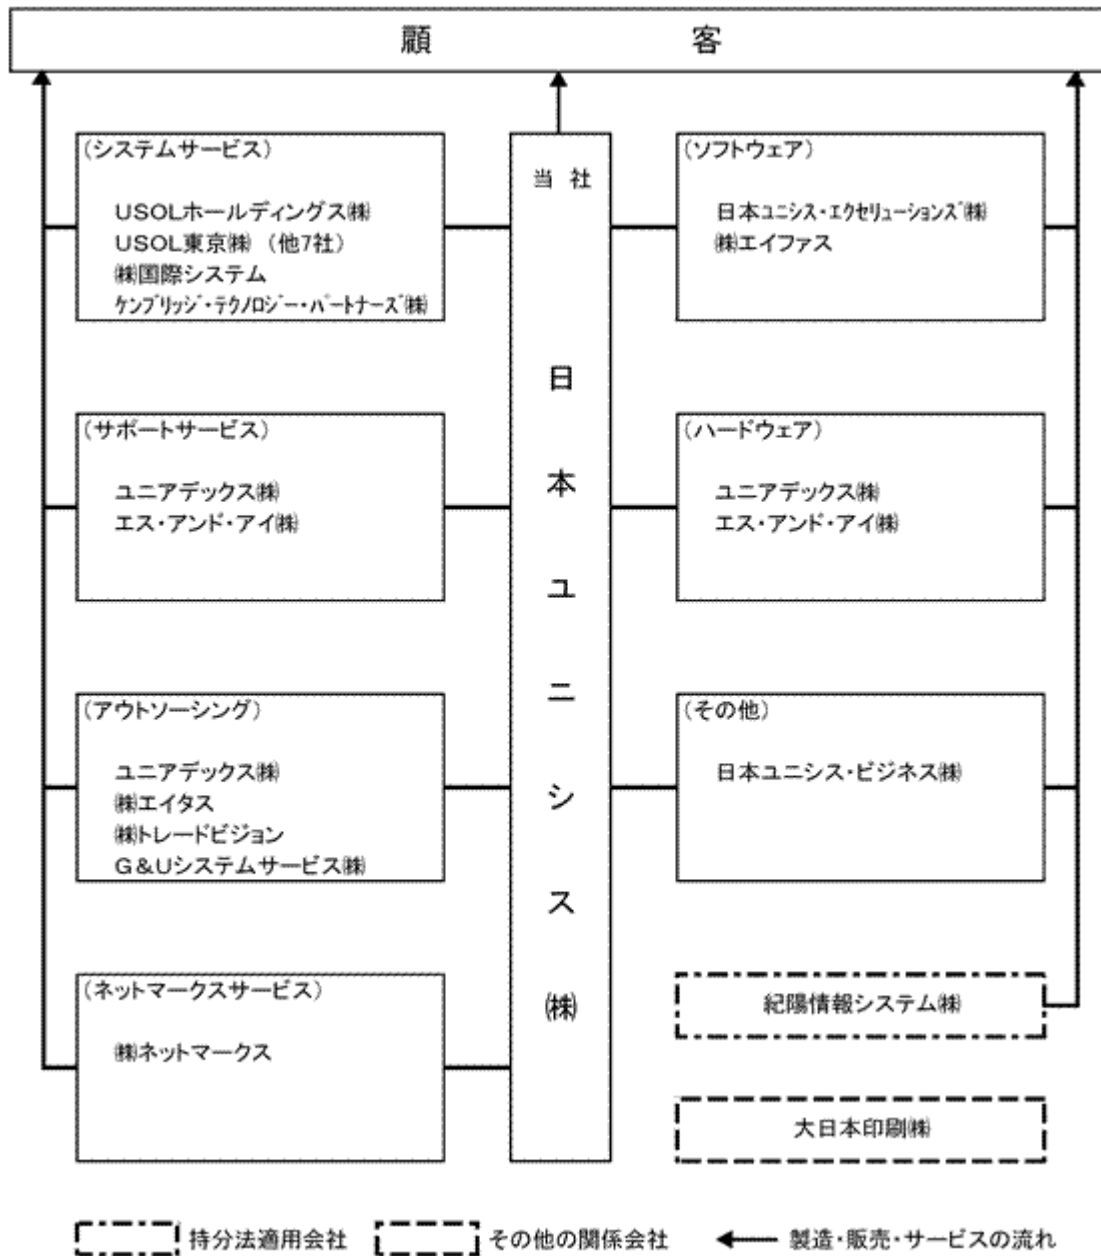 顧 客
(システムサービス)
USOLホールディングス㈱
USOL東京㈱ (他7社)
㈱国際システム
ケンブリッジ・テクノロジー・パートナーズ㈱
(サポートサービス)
ユニアデックス㈱
エス・アンド・アイ㈱
(アウトソーシング)
ユニアデックス㈱
㈱エイタス
㈱トレードビジョン
G&Uシステムサービス㈱
(ネットマークスサービス)
㈱ネットマークス
当 社
日本ユニシス㈱
(ソフトウェア)
日本ユニシス・エクセリューションズ㈱
㈱エイファス
(ハードウェア)
ユニアデックス㈱
エス・アンド・アイ㈱
(その他)
日本ユニシス・ビジネス㈱
紀陽情報システム㈱
大日本印刷㈱
持分法適用会社 その他の関係会社 製造・販売・サービスの流れ